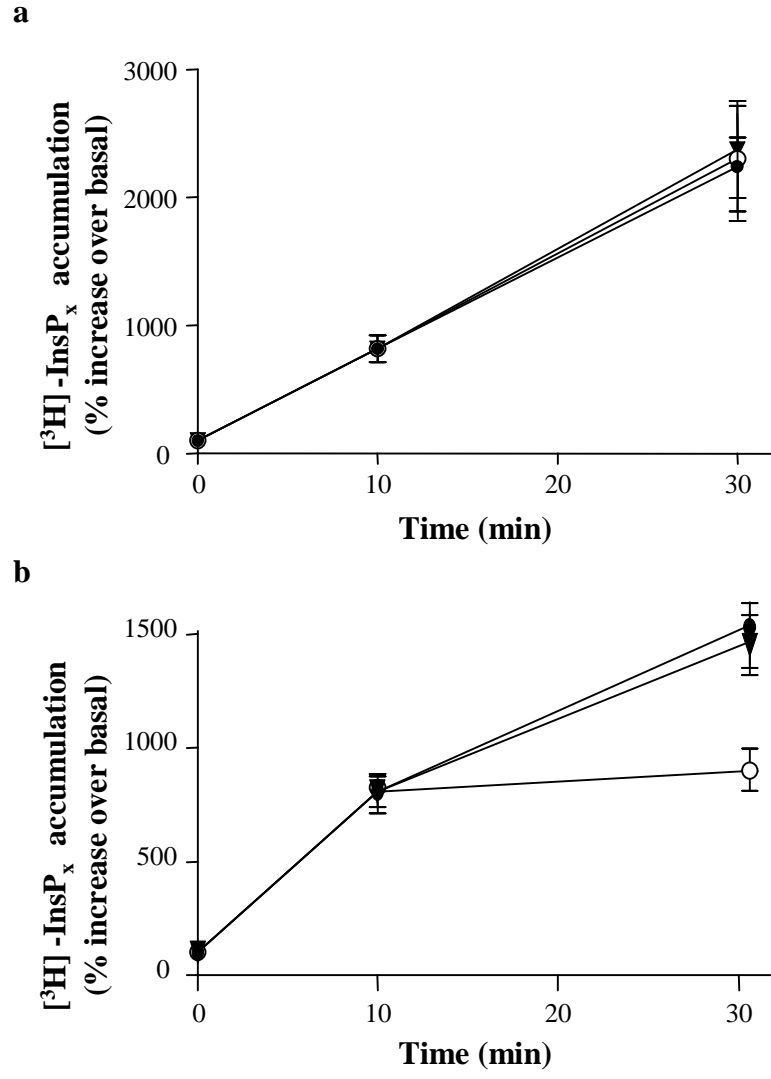 a
3000
2000
1000
0
[³H] -InsPₓ accumulation
(% increase over basal)
0 10 20 30
Time (min)
b
1500
1000
500
0
[³H] -InsPₓ accumulation
(% increase over basal)
0 10 20 30
Time (min)